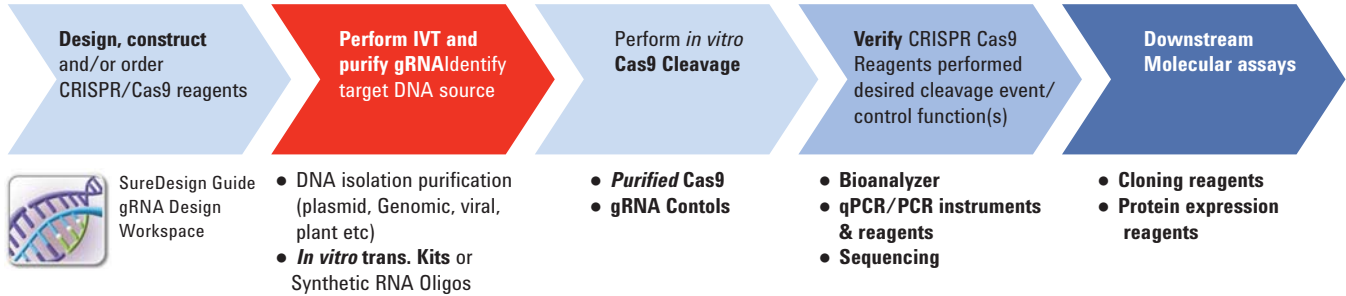 Design, construct
and/or order
CRISPR/Cas9 reagents
Perform IVT and
purify gRNAIdentify
target DNA source
Perform in vitro
Cas9 Cleavage
Verify CRISPR Cas9
Reagents performed
desired cleavage event/
control function(s)
Downstream
Molecular assays
SureDesign Guide
gRNA Design
Workspace
● DNA isolation purification
(plasmid, Genomic, viral,
plant etc)
● In vitro trans. Kits or
Synthetic RNA Oligos
● Purified Cas9
● gRNA Contols
● Bioanalyzer
● qPCR/PCR instruments
& reagents
● Sequencing
● Cloning reagents
● Protein expression
reagents